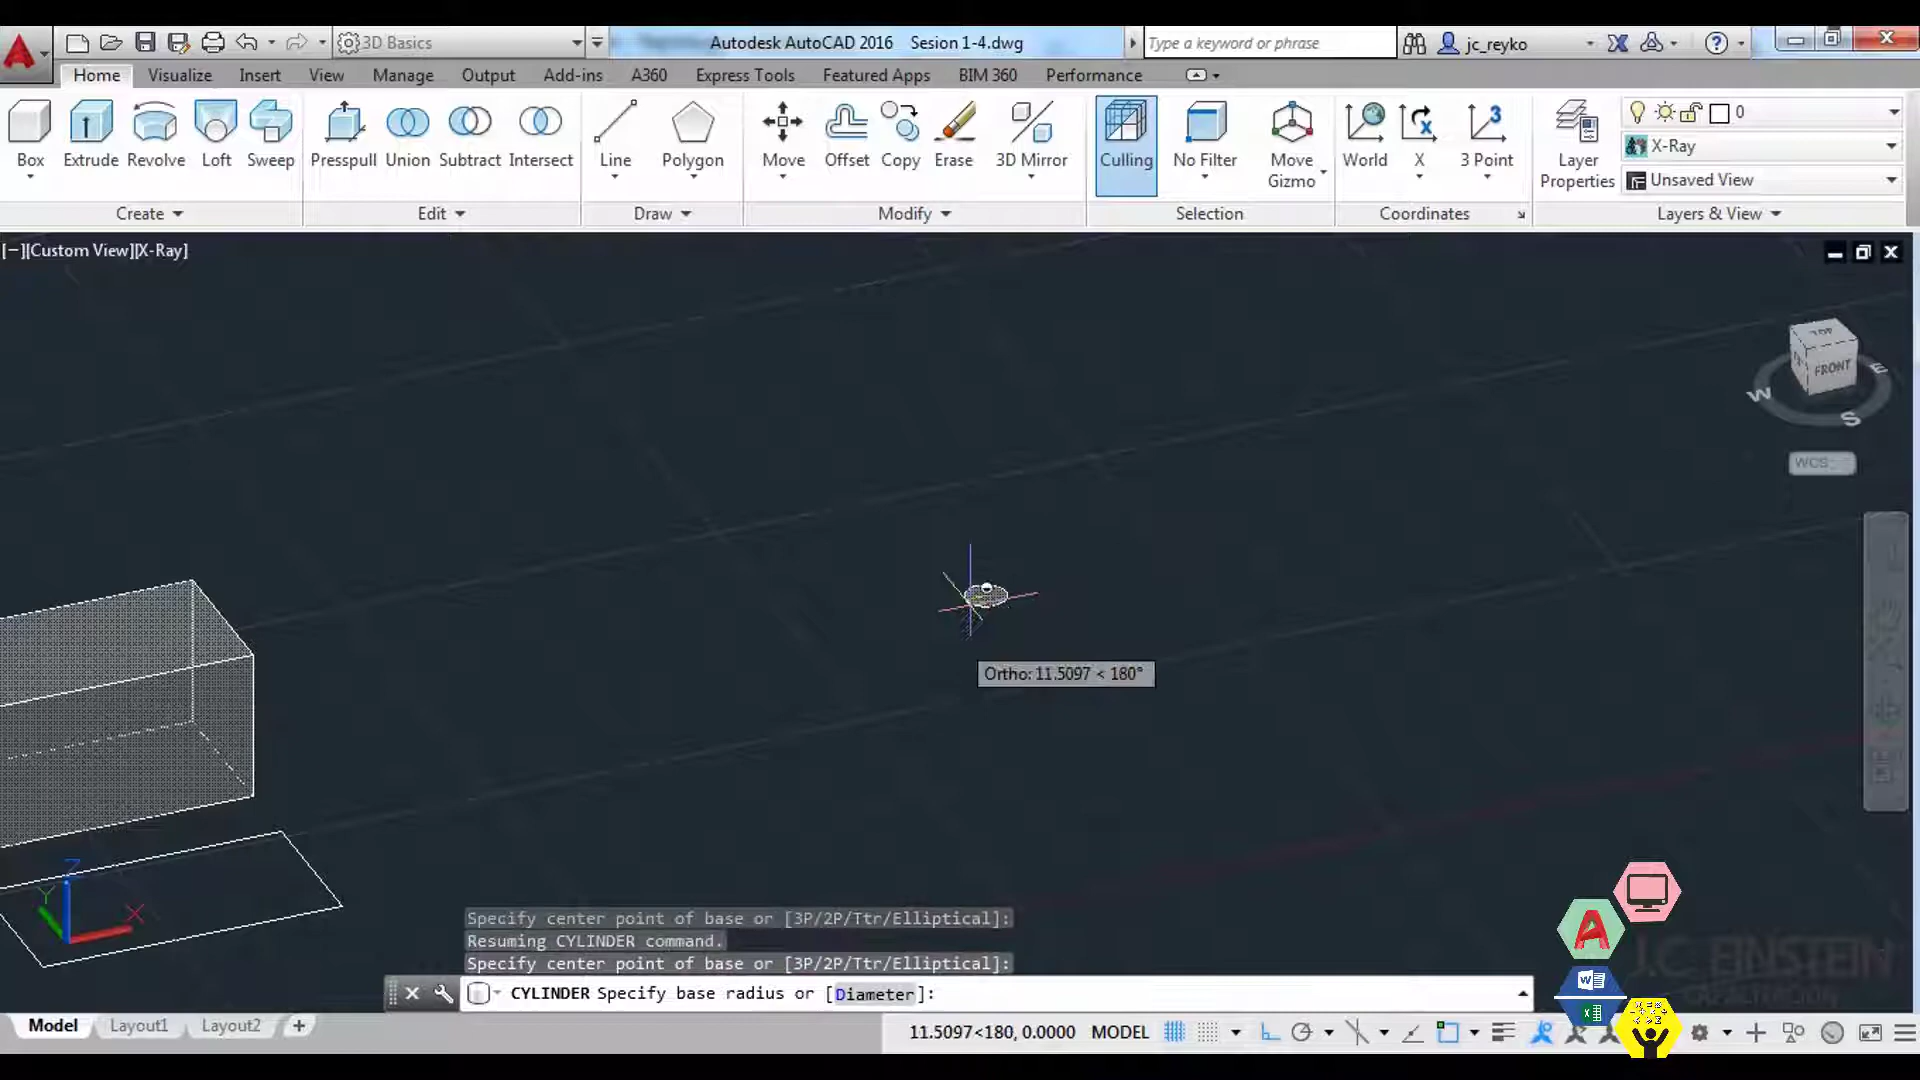 3D Basics
Autodesk AutoCAD 2016 Sesion 1-4.dwg
Type a keyword or phrase
jc_reyko
Home Visualize Insert View Manage Output Add-ins A360 Express Tools Featured Apps BIM 360 Performance
Box Extrude Revolve Loft Sweep
Presspull Union Subtract Intersect
Line Polygon
Move Offset Copy Erase 3D Mirror
Culling No Filter Move Gizmo
World X 3 Point
Layer Properties
0
X-Ray
Unsaved View
Create Edit Draw Modify Selection Coordinates Layers & View
[−][Custom View][X-Ray]
TOP
FRONT
W
E
S
WCS
Ortho: 11.5097 < 180°
Z
Y
X
Specify center point of base or [3P/2P/Ttr/Elliptical]:
Resuming CYLINDER command.
Specify center point of base or [3P/2P/Ttr/Elliptical]:
CYLINDER Specify base radius or [Diameter]:
J.C. EINSTEIN
CAPACITACION
Model Layout1 Layout2
11.5097<180, 0.0000 MODEL